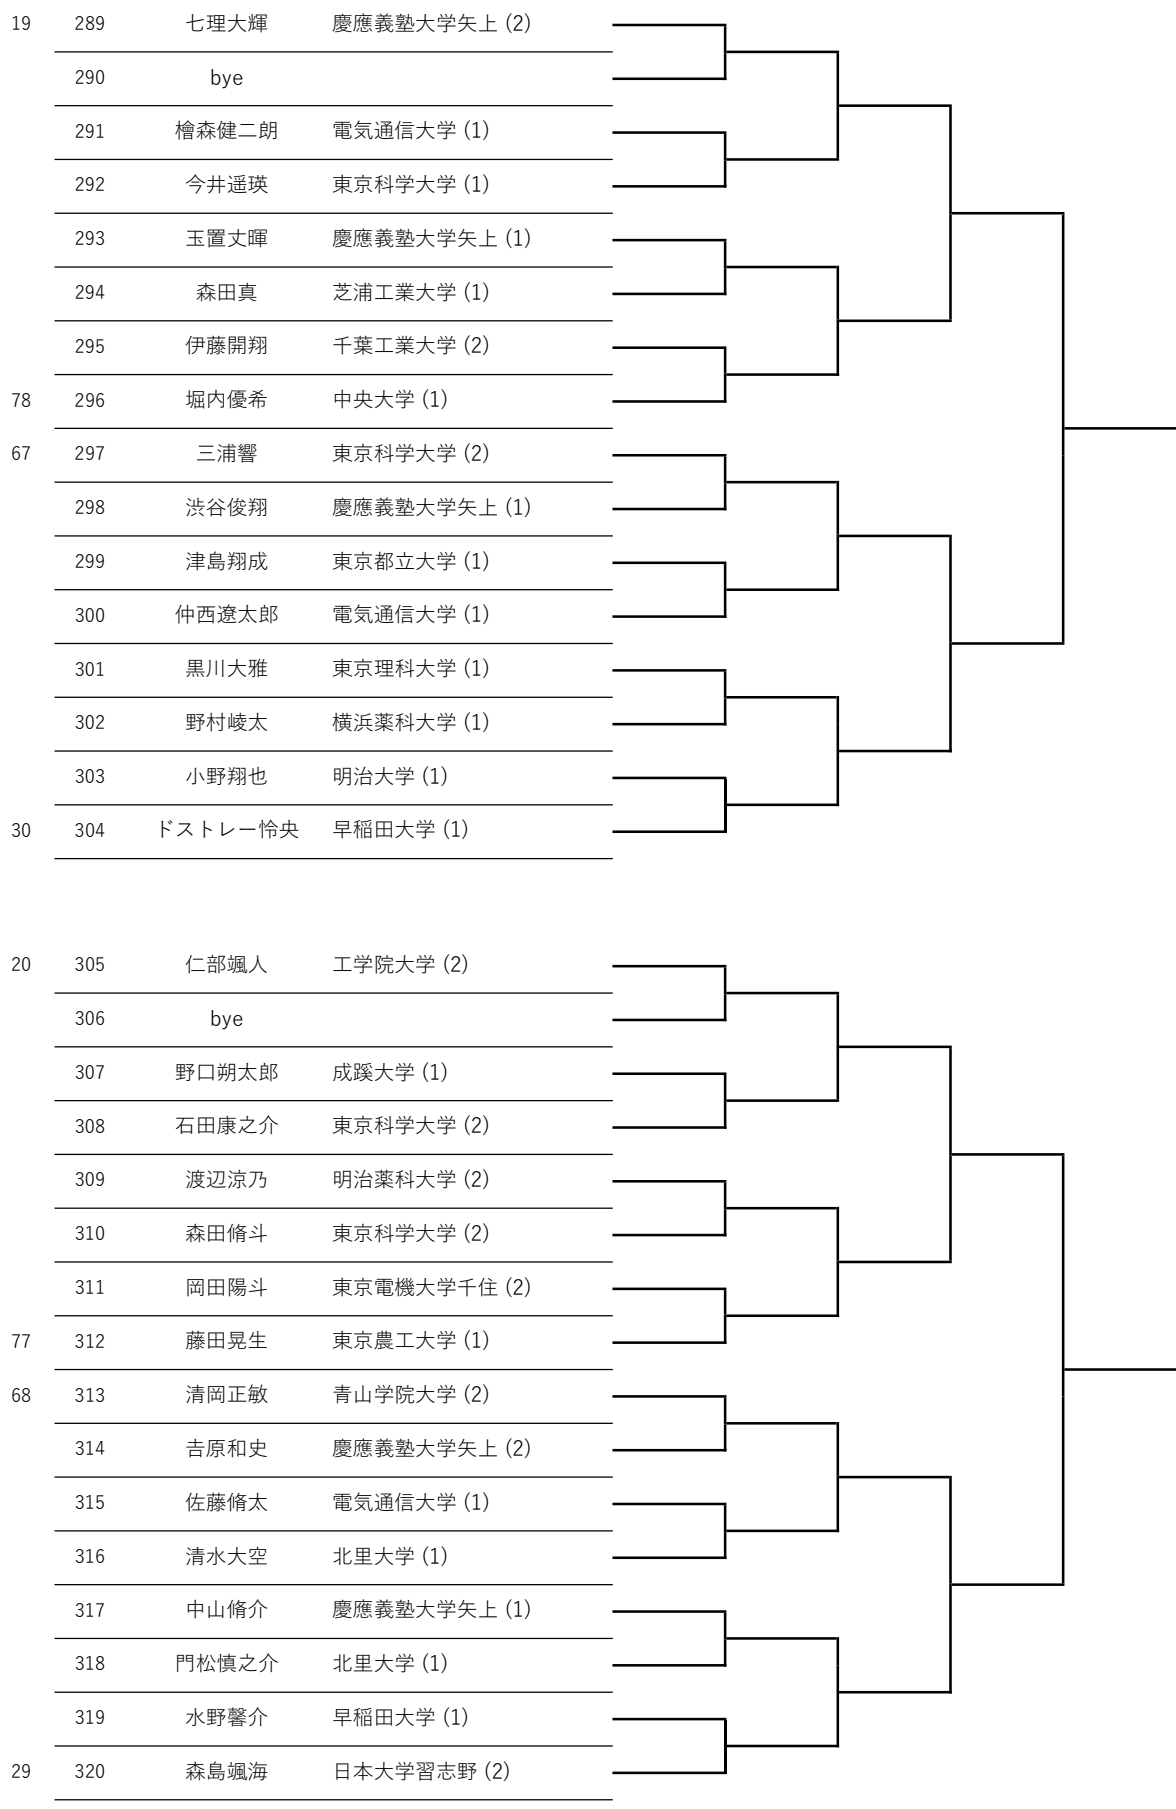 19 289 七理大輝 慶應義塾大学矢上 (2)
290 bye
291 檜森健二朗 電気通信大学 (1)
292 今井遥瑛 東京科学大学 (1)
293 玉置丈暉 慶應義塾大学矢上 (1)
294 森田真 芝浦工業大学 (1)
295 伊藤開翔 千葉工業大学 (2)
78 296 堀内優希 中央大学 (1)
67 297 三浦響 東京科学大学 (2)
298 渋谷俊翔 慶應義塾大学矢上 (1)
299 津島翔成 東京都立大学 (1)
300 仲西遼太郎 電気通信大学 (1)
301 黒川大雅 東京理科大学 (1)
302 野村崚太 横浜薬科大学 (1)
303 小野翔也 明治大学 (1)
30 304 ドストレー怜央 早稲田大学 (1)
20 305 仁部颯人 工学院大学 (2)
306 bye
307 野口朔太郎 成蹊大学 (1)
308 石田康之介 東京科学大学 (2)
309 渡辺涼乃 明治薬科大学 (2)
310 森田脩斗 東京科学大学 (2)
311 岡田陽斗 東京電機大学千住 (2)
77 312 藤田晃生 東京農工大学 (1)
68 313 清岡正敏 青山学院大学 (2)
314 𠮷原和史 慶應義塾大学矢上 (2)
315 佐藤脩太 電気通信大学 (1)
316 清水大空 北里大学 (1)
317 中山脩介 慶應義塾大学矢上 (1)
318 門松慎之介 北里大学 (1)
319 水野馨介 早稲田大学 (1)
29 320 森島颯海 日本大学習志野 (2)